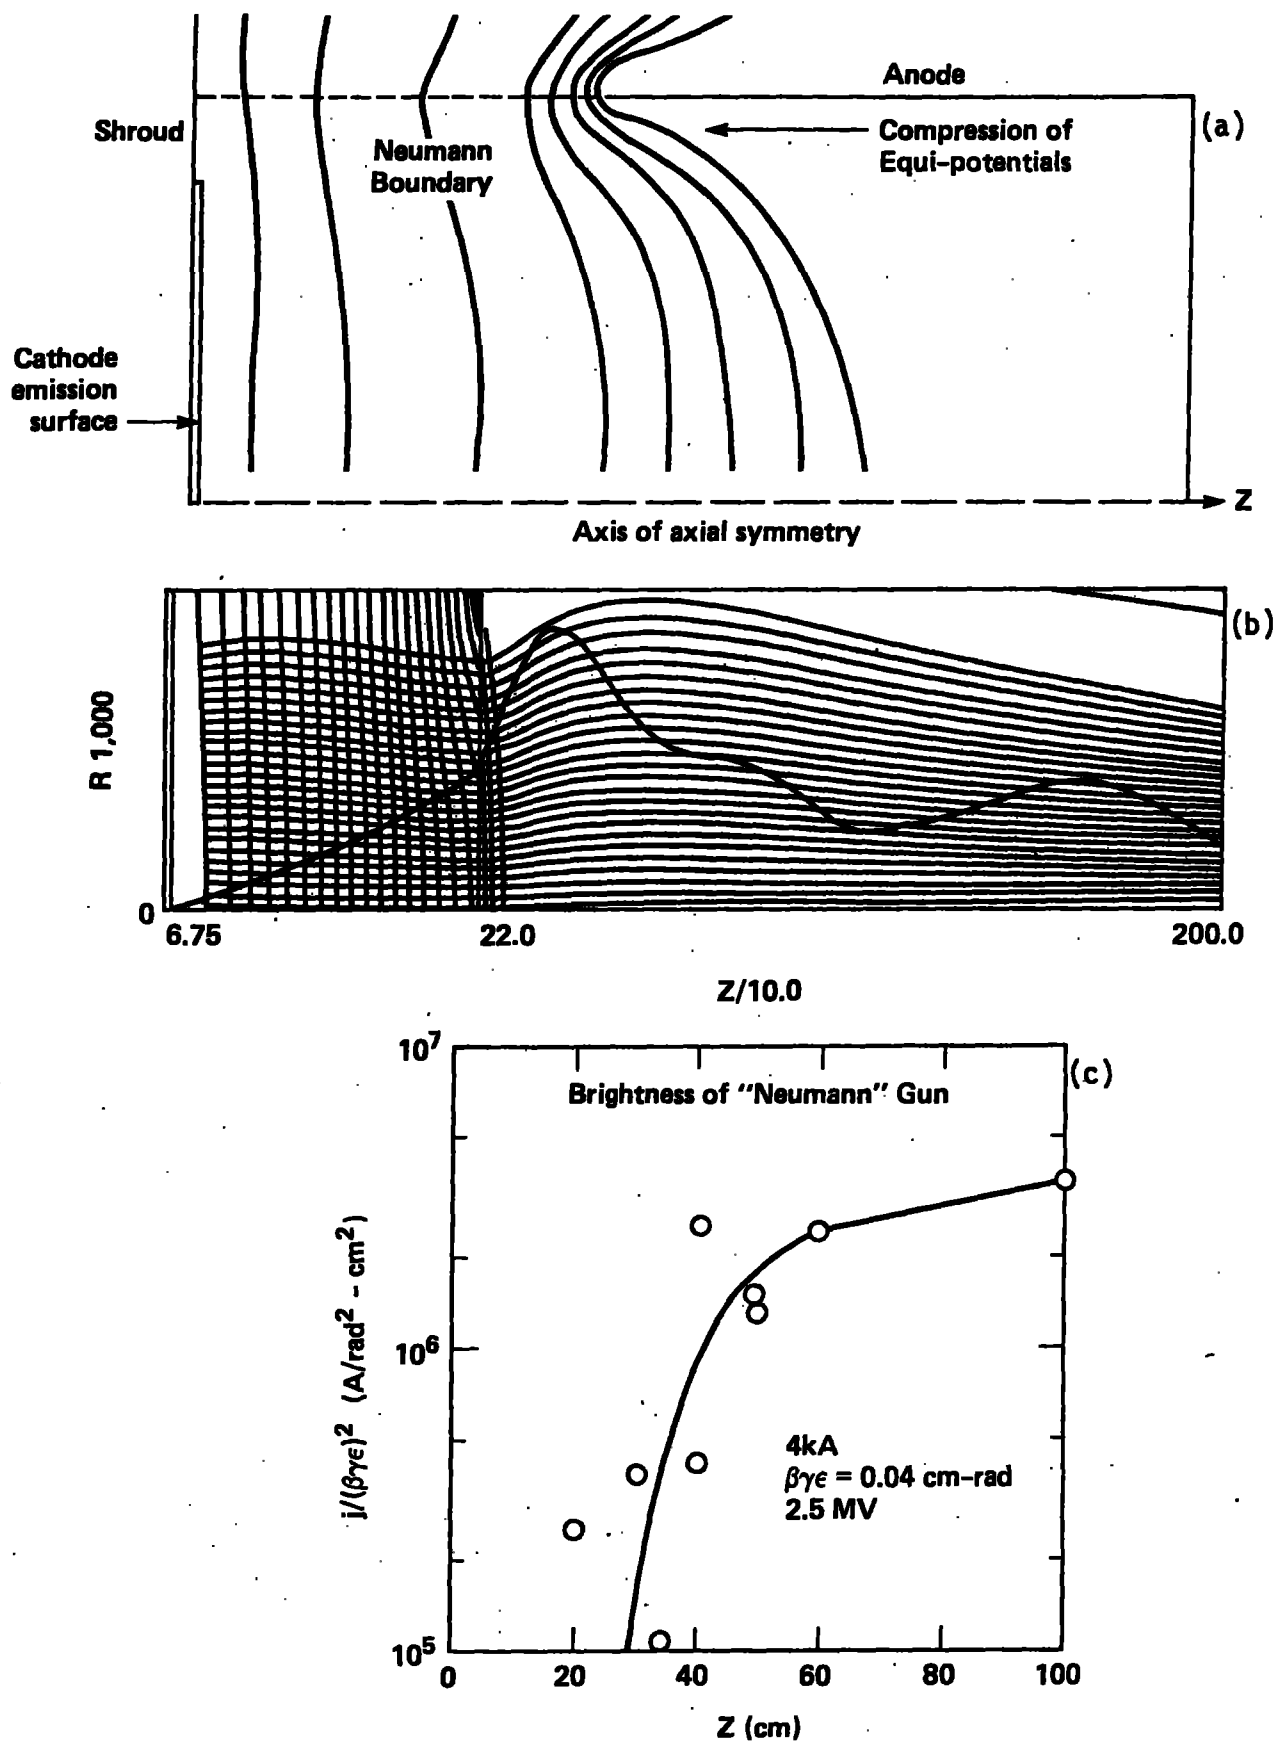 Anode
(a)
Shroud
Compression of
Equi-potentials
Neumann
Boundary
Cathode
emission
surface
Z
Axis of axial symmetry
(b)
R 1,000
0
6.75
22.0
200.0
Z/10.0
(c)
10⁷
Brightness of "Neumann" Gun
j/(βγϵ)² (A/rad² - cm²)
10⁶
4kA
βγϵ = 0.04 cm-rad
2.5 MV
10⁵
0
20
40
60
80
100
Z (cm)